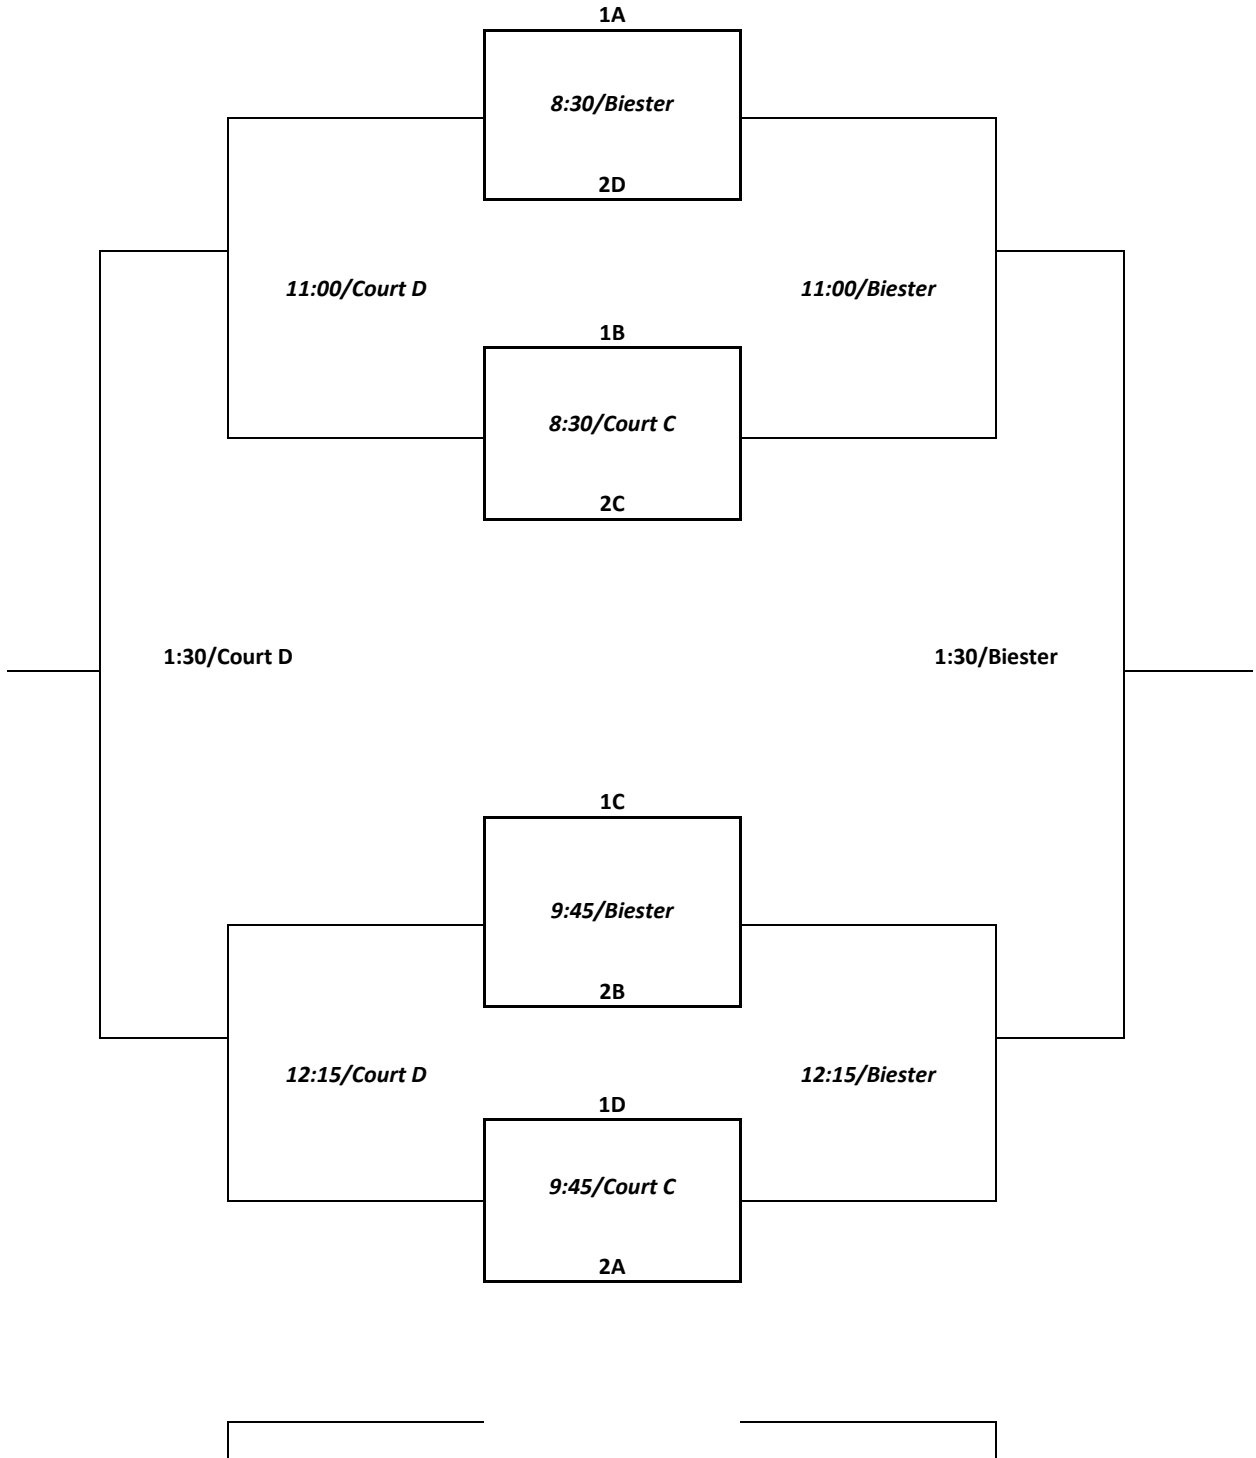 1A
8:30/Biester
2D
11:00/Court D
11:00/Biester
1B
8:30/Court C
2C
1:30/Court D
1:30/Biester
1C
9:45/Biester
2B
12:15/Court D
12:15/Biester
1D
9:45/Court C
2A